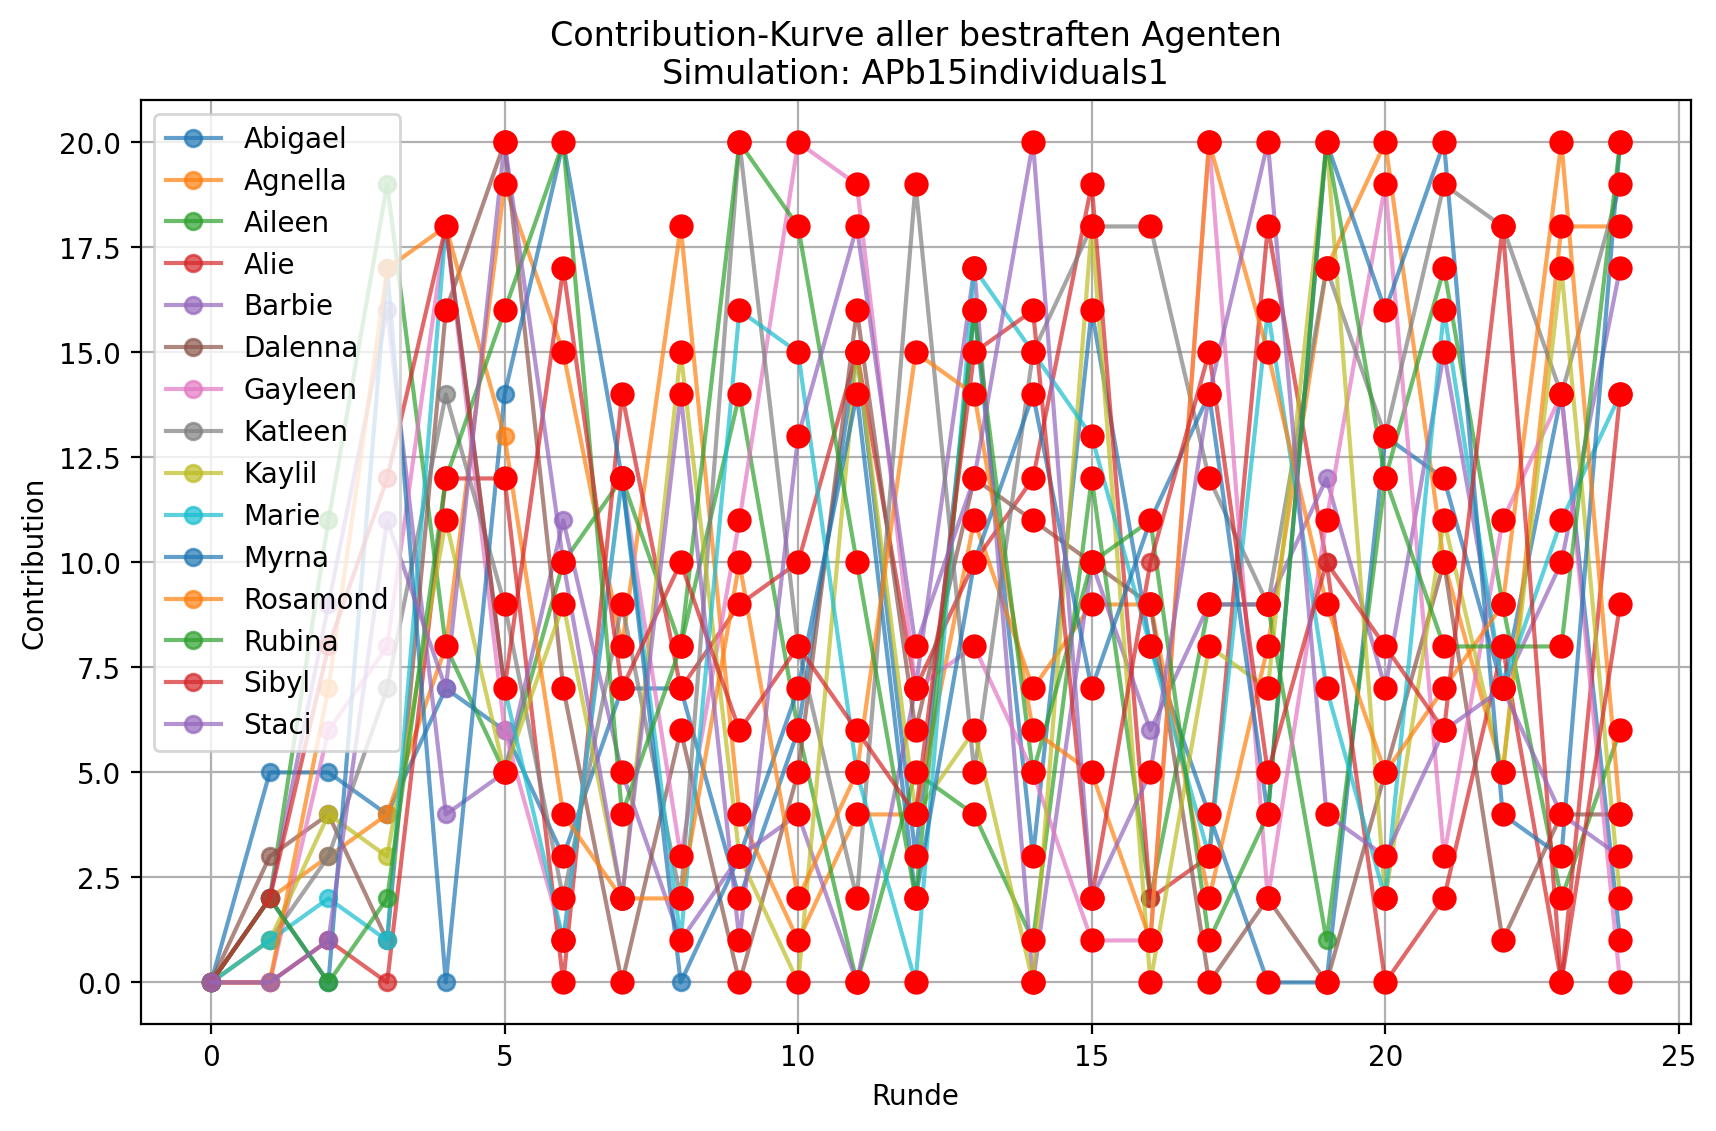 Contribution-Kurve aller bestraften Agenten
Simulation: APb15individuals1
Contribution
20.0
17.5
15.0
12.5
10.0
7.5
5.0
2.5
0.0
Abigael
Agnella
Aileen
Alie
Barbie
Dalenna
Gayleen
Katleen
Kaylil
Marie
Myrna
Rosamond
Rubina
Sibyl
Staci
0
5
10
15
20
25
Runde